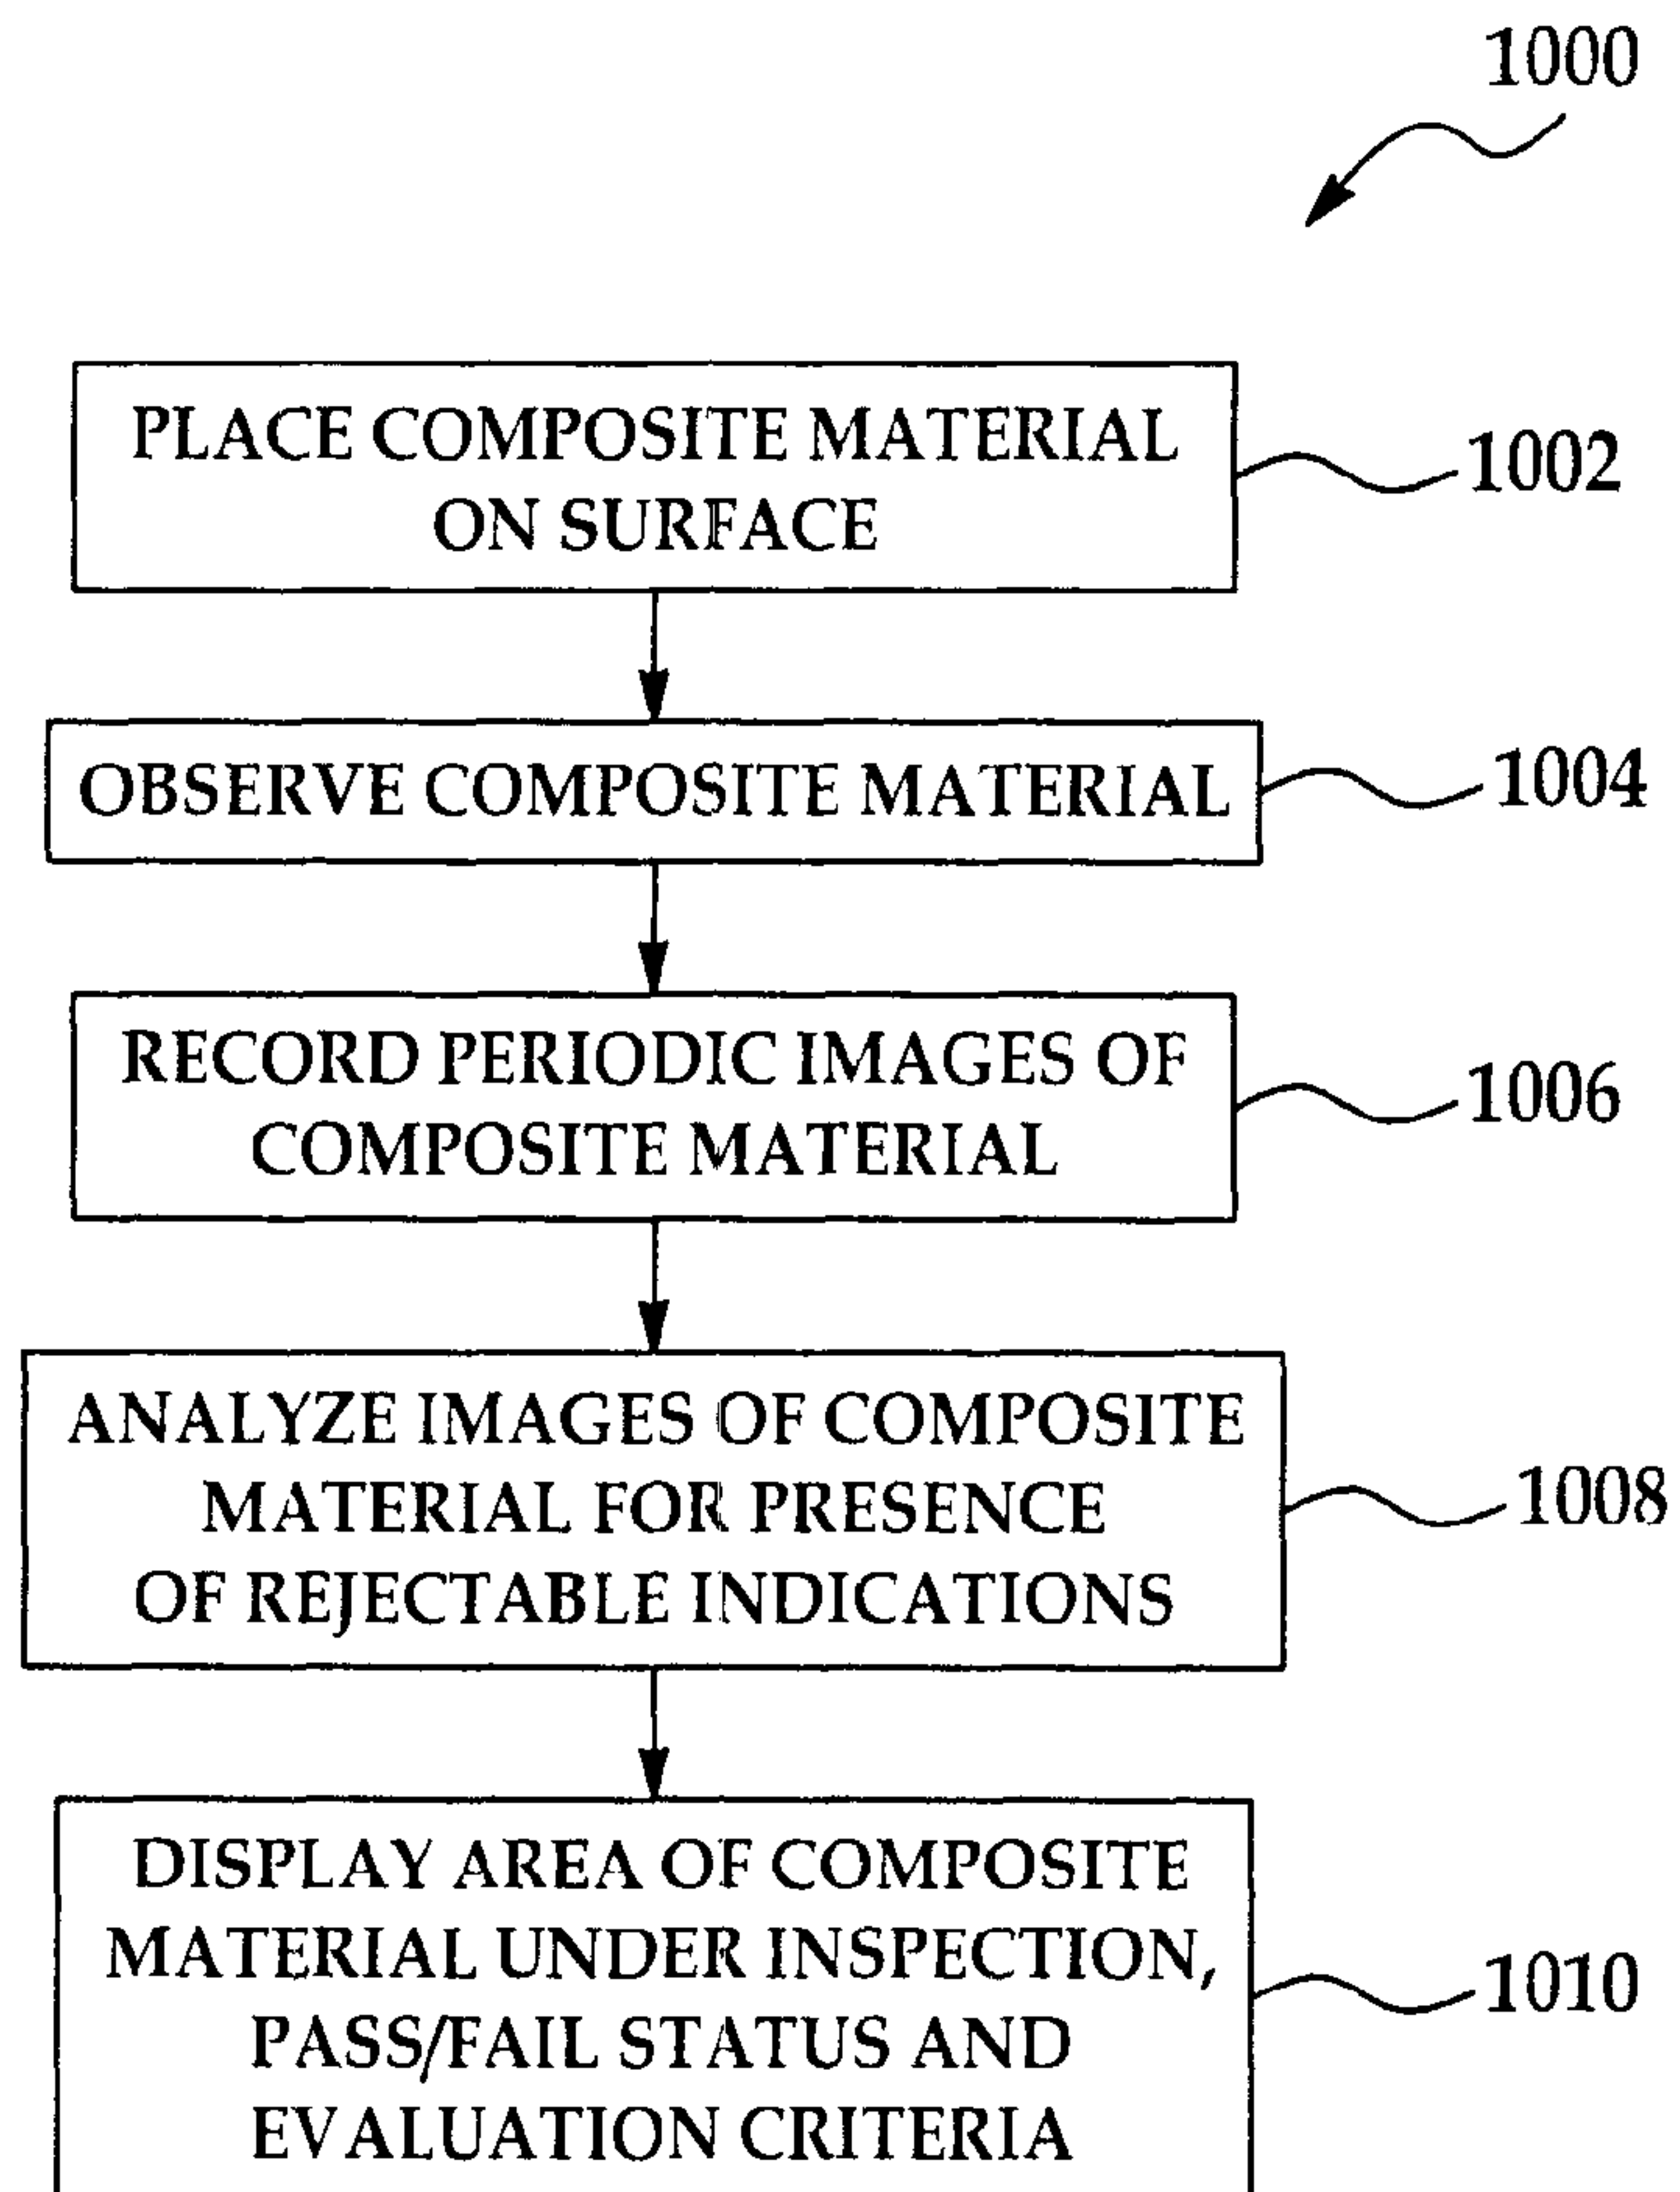 1000
PLACE COMPOSITE MATERIAL
ON SURFACE
1002
OBSERVE COMPOSITE MATERIAL
1004
RECORD PERIODIC IMAGES OF
COMPOSITE MATERIAL
1006
ANALYZE IMAGES OF COMPOSITE
MATERIAL FOR PRESENCE
OF REJECTABLE INDICATIONS
1008
DISPLAY AREA OF COMPOSITE
MATERIAL UNDER INSPECTION,
PASS/FAIL STATUS AND
EVALUATION CRITERIA
1010